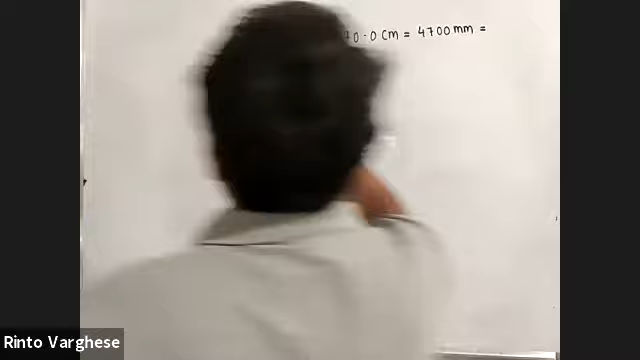 70.0 cm = 4700 mm =
Rinto Varghese